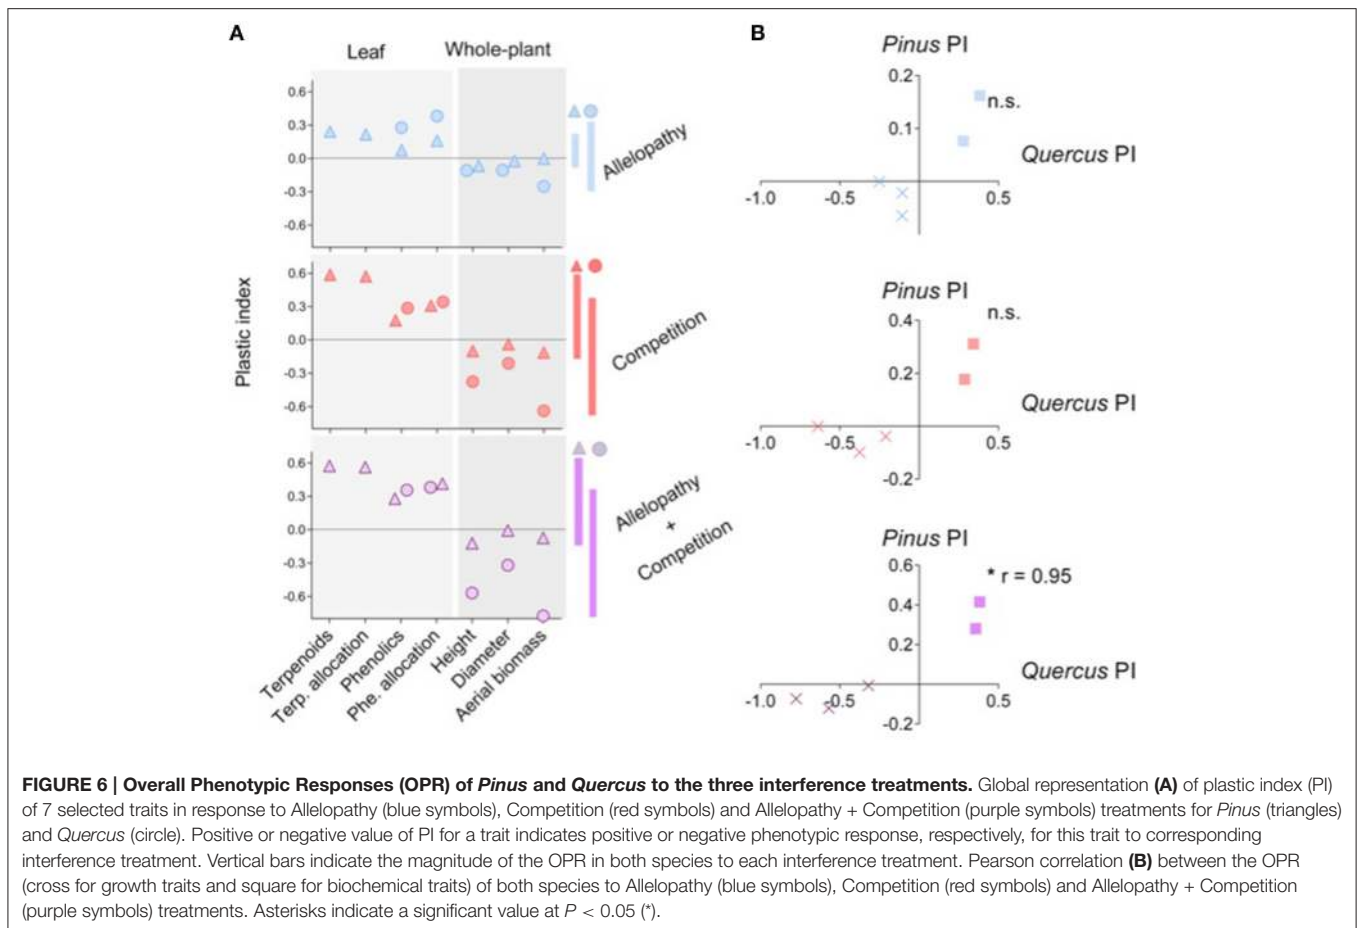 A
Leaf
Whole-plant
0.6
0.3
0.0
-0.3
-0.6
Allelopathy
0.6
0.3
0.0
-0.3
-0.6
Competition
0.6
0.3
0.0
-0.3
-0.6
Allelopathy
+
Competition
Plastic index
Terpenoids
Terp. allocation
Phenolics
Phe. allocation
Height
Diameter
Aerial biomass
B
Pinus PI
0.2
n.s.
0.1
Quercus PI
-1.0
-0.5
0.5
Pinus PI
n.s.
0.4
0.2
Quercus PI
-1.0
-0.5
0.5
-0.2
Pinus PI
0.6
* r = 0.95
0.4
0.2
Quercus PI
-1.0
-0.5
0.5
-0.2
FIGURE 6 | Overall Phenotypic Responses (OPR) of Pinus and Quercus to the three interference treatments. Global representation (A) of plastic index (PI)
of 7 selected traits in response to Allelopathy (blue symbols), Competition (red symbols) and Allelopathy + Competition (purple symbols) treatments for Pinus (triangles)
and Quercus (circle). Positive or negative value of PI for a trait indicates positive or negative phenotypic response, respectively, for this trait to corresponding
interference treatment. Vertical bars indicate the magnitude of the OPR in both species to each interference treatment. Pearson correlation (B) between the OPR
(cross for growth traits and square for biochemical traits) of both species to Allelopathy (blue symbols), Competition (red symbols) and Allelopathy + Competition
(purple symbols) treatments. Asterisks indicate a significant value at P < 0.05 (*).